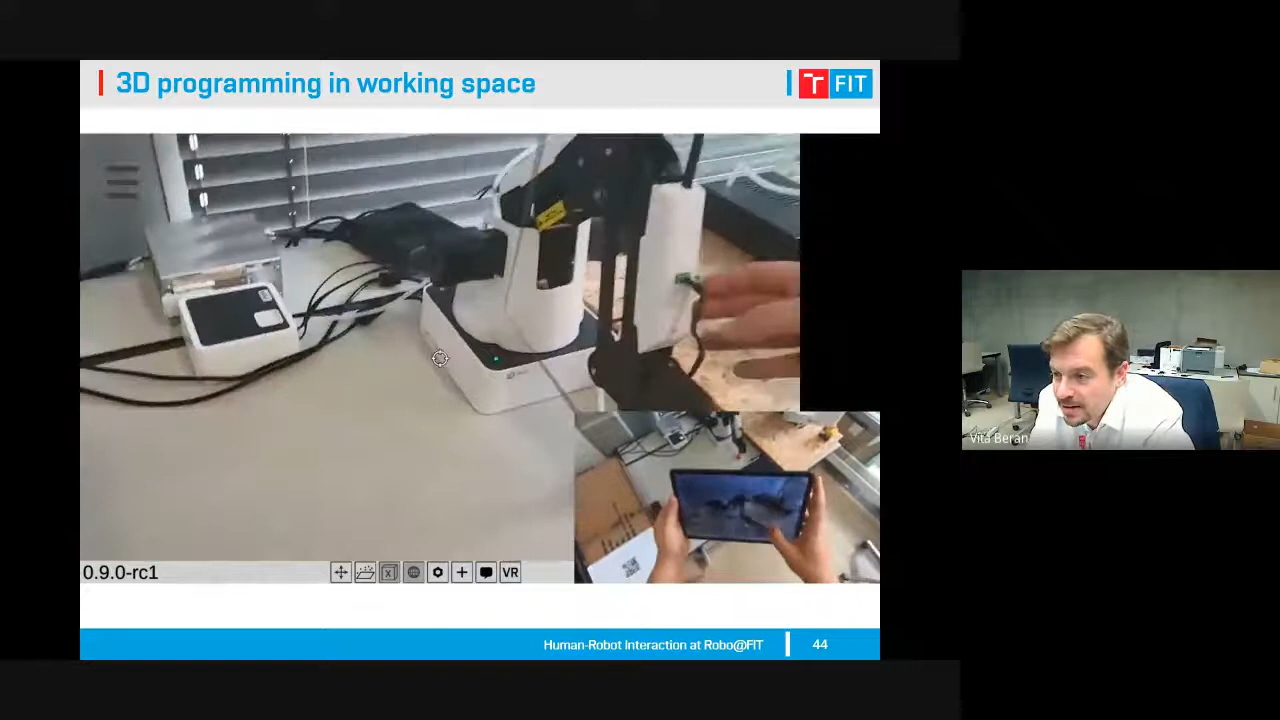 3D programming in working space
T FIT
0.9.0-rc1
VR
Human-Robot Interaction at Robo@FIT
44
Vita Beran